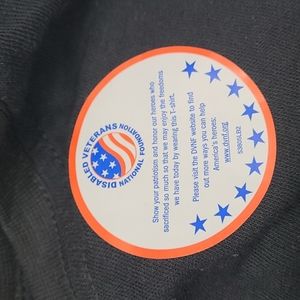 DISABLED VETERANS
NATIONAL FOUNDATION
Show your patriotism and honor our heroes who
sacrificed so much so that we may enjoy the freedoms
we have today by wearing this T-shirt.
Please visit the DVNF website to find
out more ways you can help
America's heroes:
www.dvnf.org